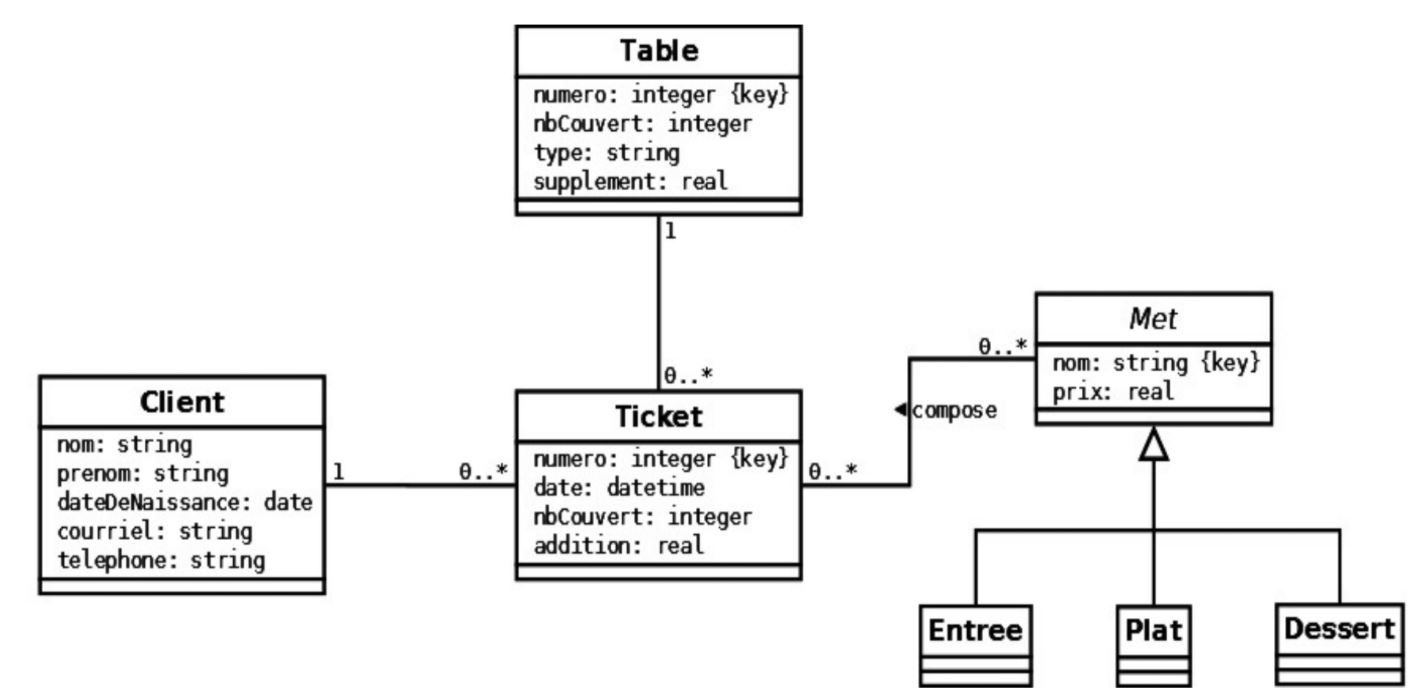 Table
numero: integer {key}
nbCouvert: integer
type: string
supplement: real
1
0..*
Met
nom: string {key}
prix: real
0..*
compose
Client
nom: string
prenom: string
dateDeNaissance: date
courriel: string
telephone: string
1
0..*
Ticket
numero: integer {key}
date: datetime
nbCouvert: integer
addition: real
0..*
Entree
Plat
Dessert